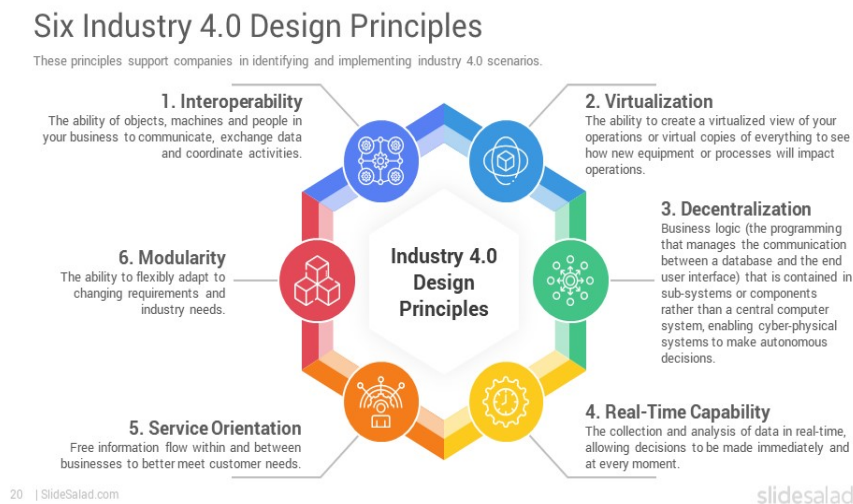 Six Industry 4.0 Design Principles
These principles support companies in identifying and implementing industry 4.0 scenarios.
1. Interoperability
The ability of objects, machines and people in
your business to communicate, exchange data
and coordinate activities.
2. Virtualization
The ability to create a virtualized view of your
operations or virtual copies of everything to see
how new equipment or processes will impact
operations.
3. Decentralization
Business logic (the programming
that manages the communication
between a database and the end
user interface) that is contained in
sub-systems or components
rather than a central computer
system, enabling cyber-physical
systems to make autonomous
decisions.
6. Modularity
The ability to flexibly adapt to
changing requirements and
industry needs.
Industry 4.0
Design
Principles
4. Real-Time Capability
The collection and analysis of data in real-time,
allowing decisions to be made immediately and
at every moment.
5. Service Orientation
Free information flow within and between
businesses to better meet customer needs.
20 | SlideSalad.com
slidesalad